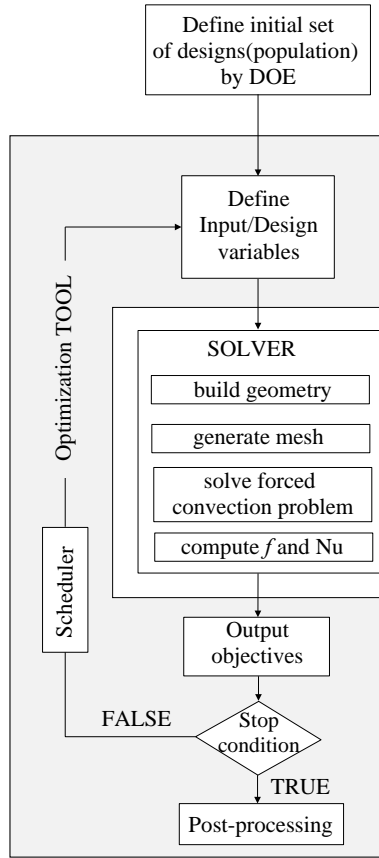 Define initial set
of designs(population)
by DOE
Define
Input/Design
variables
Optimization TOOL
SOLVER
build geometry
generate mesh
solve forced
convection problem
compute f and Nu
Scheduler
Output
objectives
FALSE
Stop
condition
TRUE
Post-processing